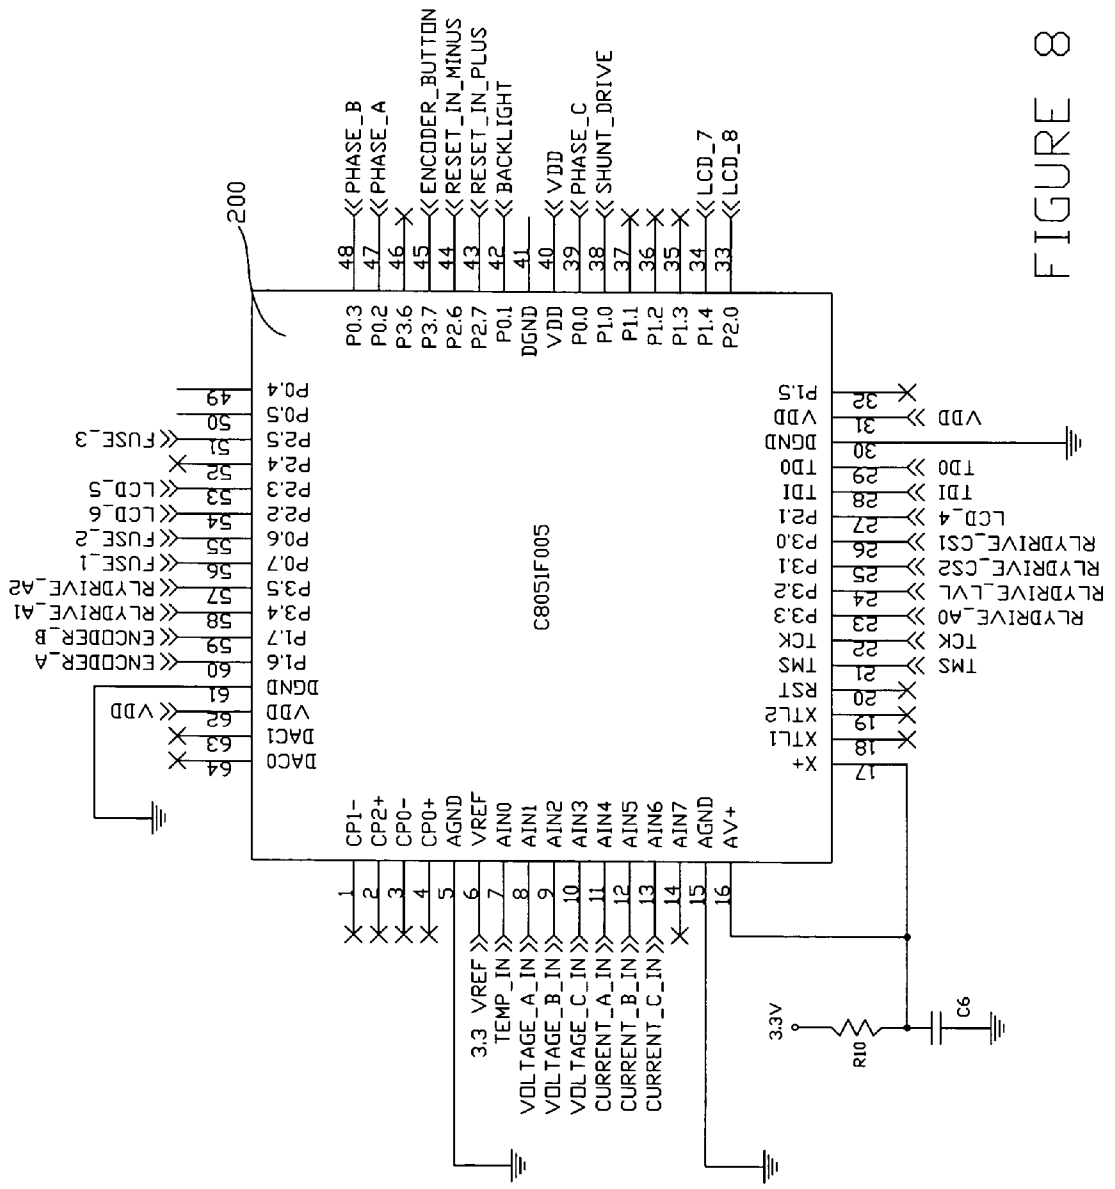 200
C8051F005
48 P0.3 PHASE_B
47 P0.2 PHASE_A
46 P3.6
45 P3.7 ENCODER_BUTTON
44 P2.6 RESET_IN_MINUS
43 P2.7 RESET_IN_PLUS
42 P0.1 BACKLIGHT
41 DGND
40 VDD VDD
39 P0.0 PHASE_C
38 P1.0 SHUNT_DRIVE
37 P1.1
36 P1.2
35 P1.3
34 P1.4 LCD_7
33 P2.0 LCD_8
49 P0.4
50 P0.5
FUSE_3 51 P2.5
52 P2.4
LCD_5 53 P2.3
LCD_6 54 P2.2
FUSE_2 55 P0.6
FUSE_1 56 P0.7
RLYDRIVE_A2 57 P3.5
RLYDRIVE_A1 58 P3.4
ENCODER_B 59 P1.7
ENCODER_A 60 P1.6
61 DGND
VDD 62 VDD
63 DAC1
64 DAC0
P1.5 32
VDD 31 VDD
DGND 30
TDO 29 TDO
TDI 28 TDI
P2.1 27 LCD_4
P3.0 26 RLYDRIVE_CS1
P3.1 25 RLYDRIVE_CS2
P3.2 24 RLYDRIVE_LVL
P3.3 23 RLYDRIVE_A0
TCK 22 TCK
TMS 21 TMS
RST 20
XTL2 19
XTL1 18
X+ 17
CP1- 1
CP2+ 2
CP0- 3
CP0+ 4
AGND 5
VREF 6 3.3 VREF
AIN0 7 TEMP_IN
AIN1 8 VOLTAGE_A_IN
AIN2 9 VOLTAGE_B_IN
AIN3 10 VOLTAGE_C_IN
AIN4 11 CURRENT_A_IN
AIN5 12 CURRENT_B_IN
AIN6 13 CURRENT_C_IN
AIN7 14
AGND 15
AV+ 16
3.3V
R10
C6
FIGURE 8